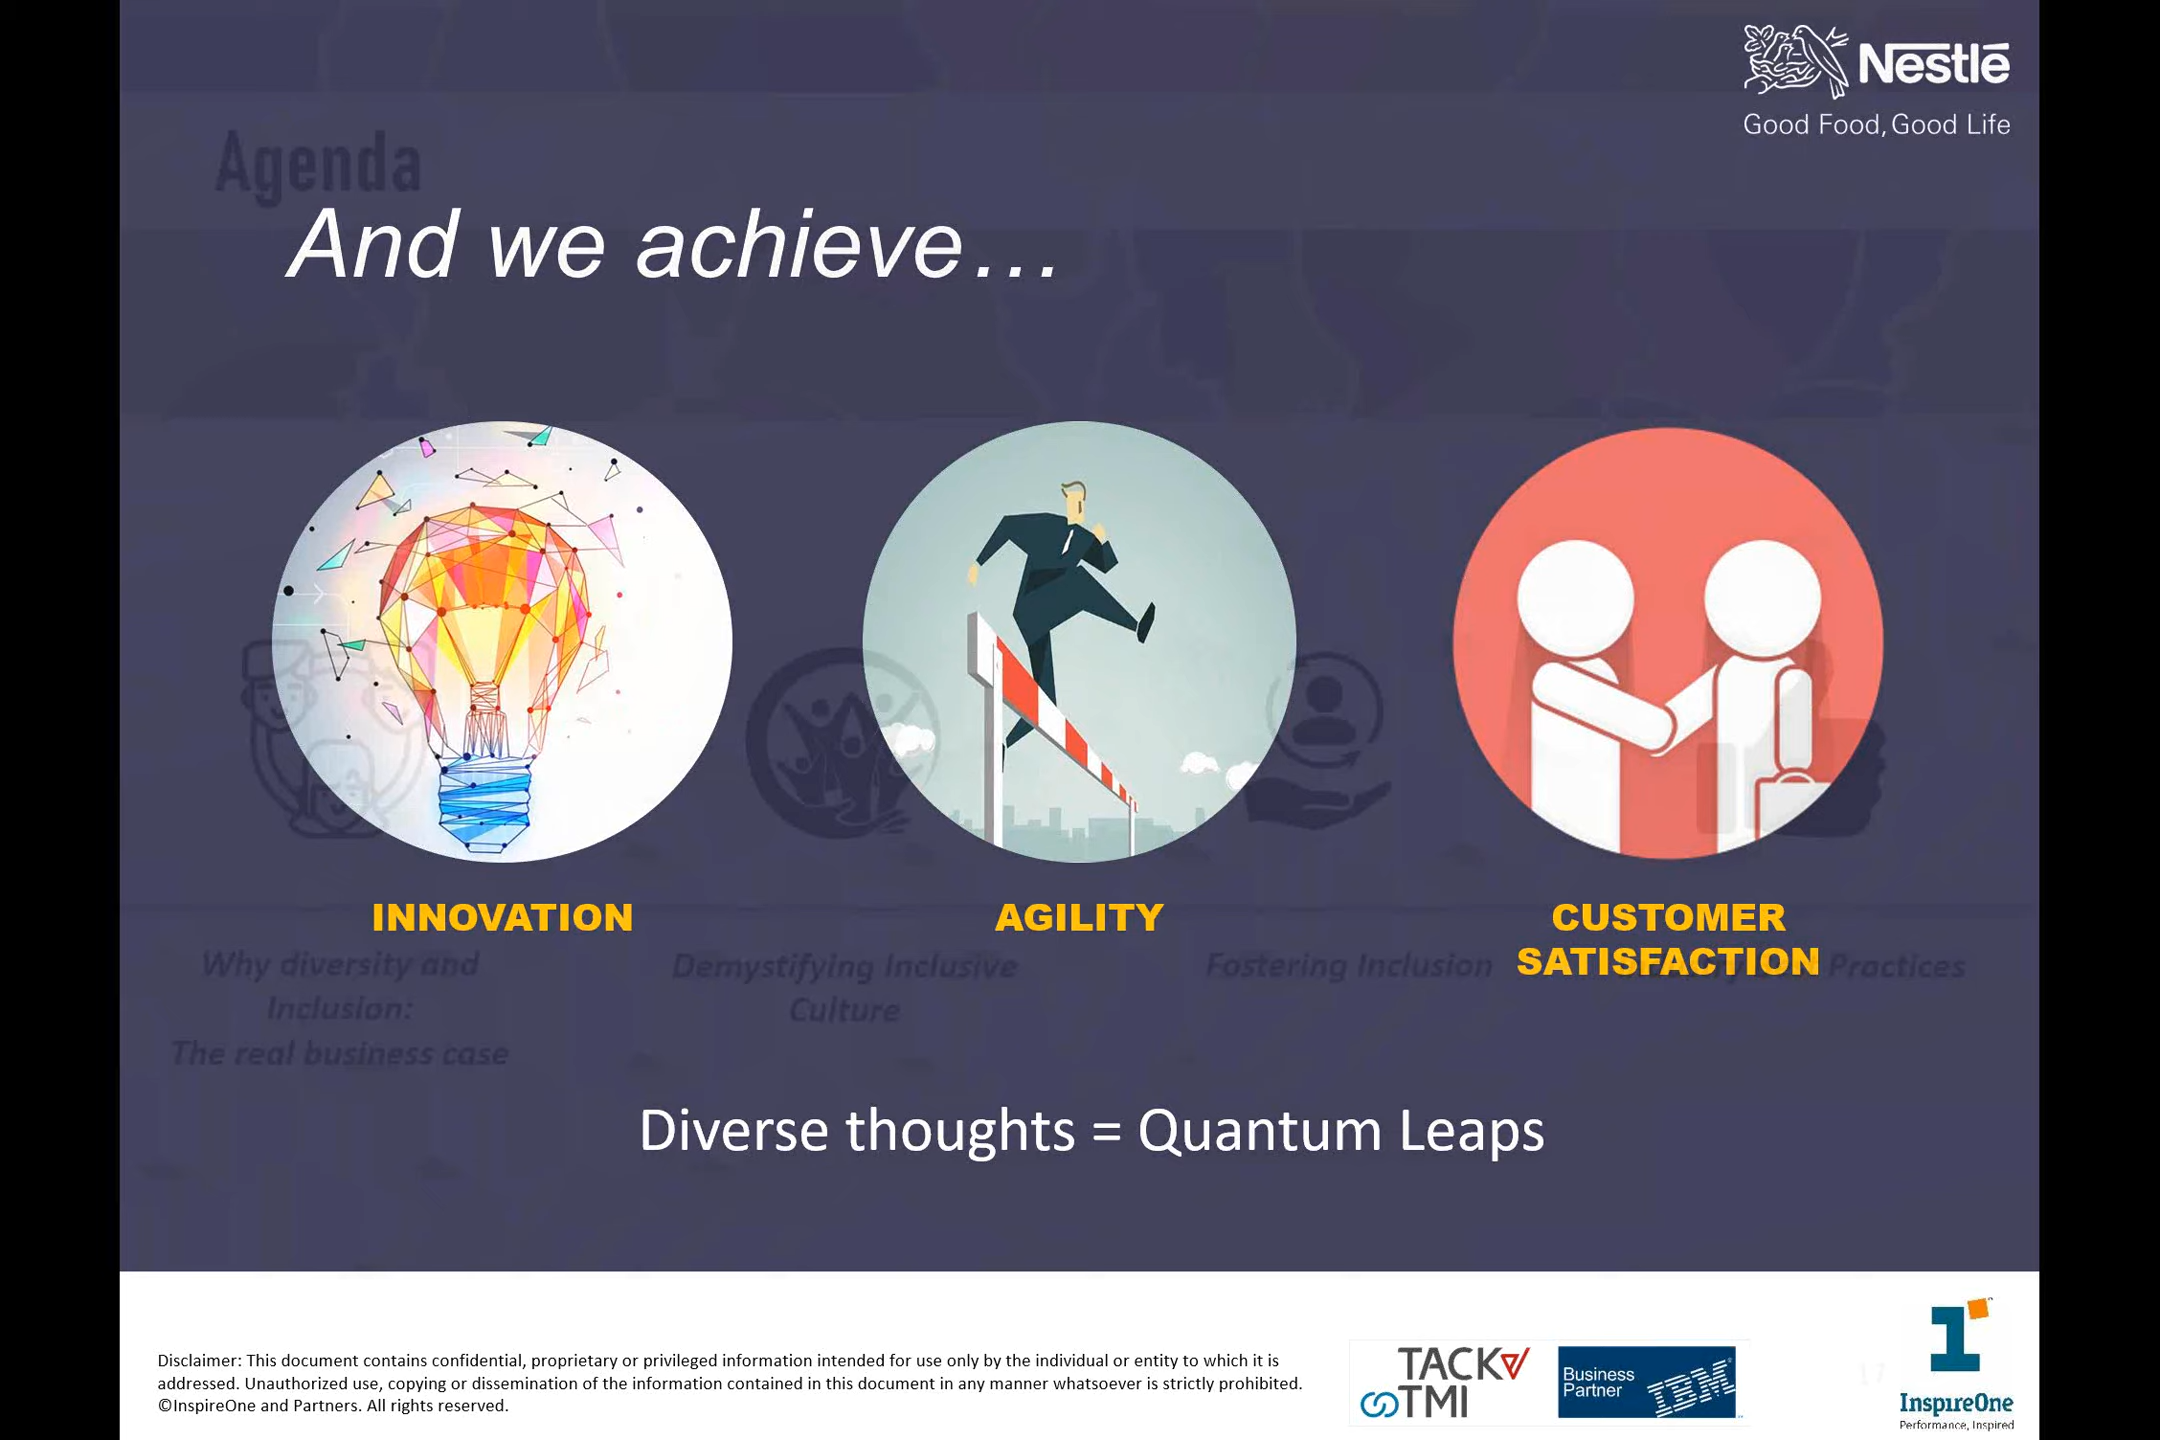 Nestlé
Good Food, Good Life
Agenda
And we achieve...
INNOVATION
AGILITY
CUSTOMER
SATISFACTION
Why diversity and
Inclusion:
The real business case
Demystifying Inclusive
Culture
Fostering Inclusion
Practices
Diverse thoughts = Quantum Leaps
Disclaimer: This document contains confidential, proprietary or privileged information intended for use only by the individual or entity to which it is
addressed. Unauthorized use, copying or dissemination of the information contained in this document in any manner whatsoever is strictly prohibited.
©InspireOne and Partners. All rights reserved.
TACK
TMI
Business
Partner
IBM
17
1
InspireOne
Performance, Inspired